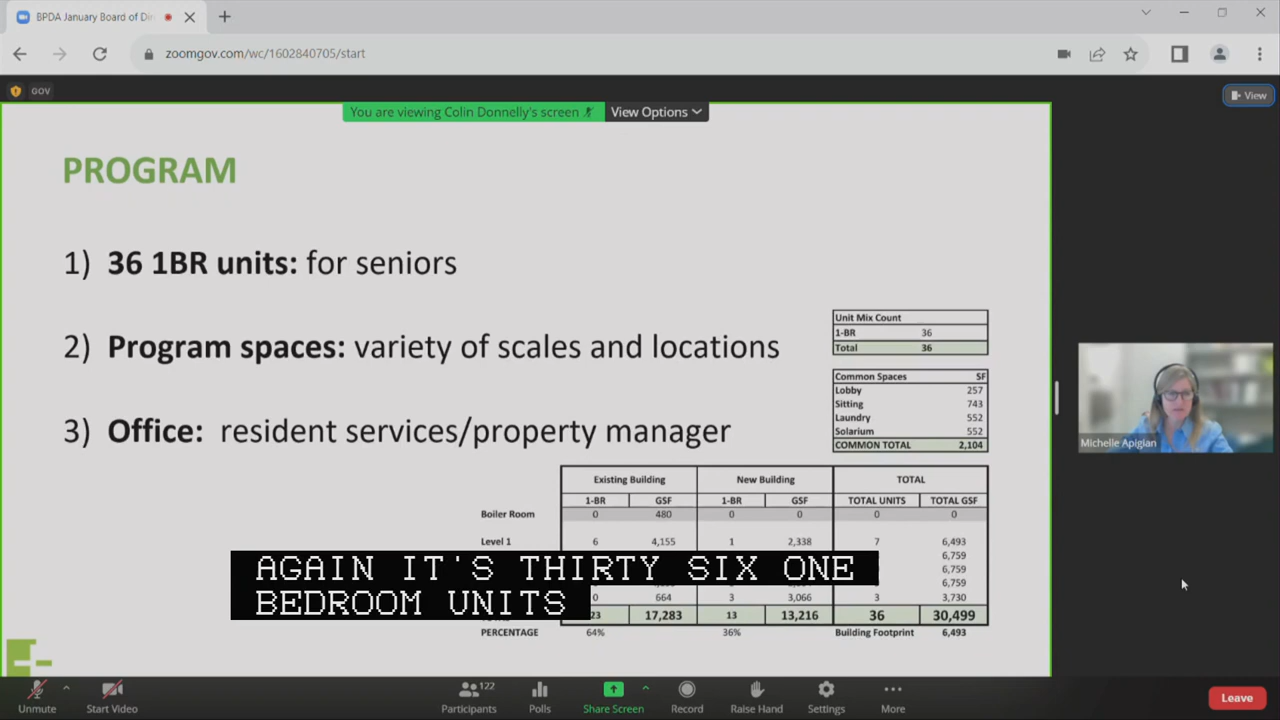 BPDA January Board of Dir
zoomgov.com/wc/1602840705/start
GOV
You are viewing Colin Donnelly's screen
View Options
View
PROGRAM
1) 36 1BR units: for seniors
2) Program spaces: variety of scales and locations
3) Office: resident services/property manager
Unit Mix Count
1-BR 36
Total 36
Common Spaces SF
Lobby 257
Sitting 743
Laundry 552
Solarium 552
COMMON TOTAL 2,104
Michelle Apigian
Existing Building New Building TOTAL
1-BR GSF 1-BR GSF TOTAL UNITS TOTAL GSF
Boiler Room 0 480 0 0 0 0
Level 1 6 4,155 1 2,338 7 6,493
6,759
6,759
6,759
0 664 3 3,066 3 3,730
23 17,283 13 13,216 36 30,499
PERCENTAGE 64% 36% Building Footprint 6,493
AGAIN IT'S THIRTY SIX ONE
BEDROOM UNITS
Unmute
Start Video
Participants 122
Polls
Share Screen
Record
Raise Hand
Settings
More
Leave